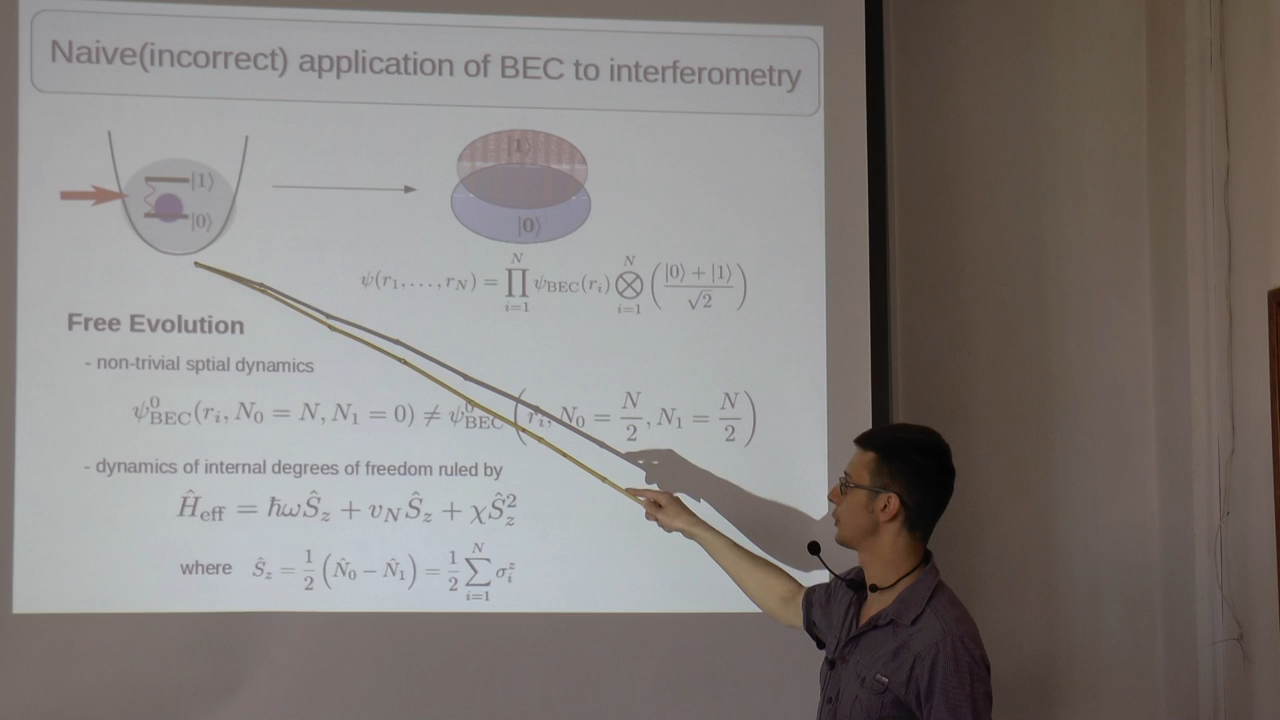 Naive(incorrect) application of BEC to interferometry
|1⟩
|0⟩
|1⟩
|0⟩
ψ(r₁,...,r_N) = ∏_{i=1}^{N} ψ_BEC(r_i) ⨂_{i=1}^{N} ( (|0⟩ + |1⟩) / √2 )
Free Evolution
- non-trivial sptial dynamics
ψ⁰_BEC(r_i, N₀ = N, N₁ = 0) ≠ ψ⁰_BEC( r_i, N₀ = N/2, N₁ = N/2 )
- dynamics of internal degrees of freedom ruled by
Ĥ_eff = ħωŜ_z + v_N Ŝ_z + χŜ_z²
where Ŝ_z = 1/2 ( N̂₀ − N̂₁ ) = 1/2 ∑_{i=1}^{N} σ_i^z